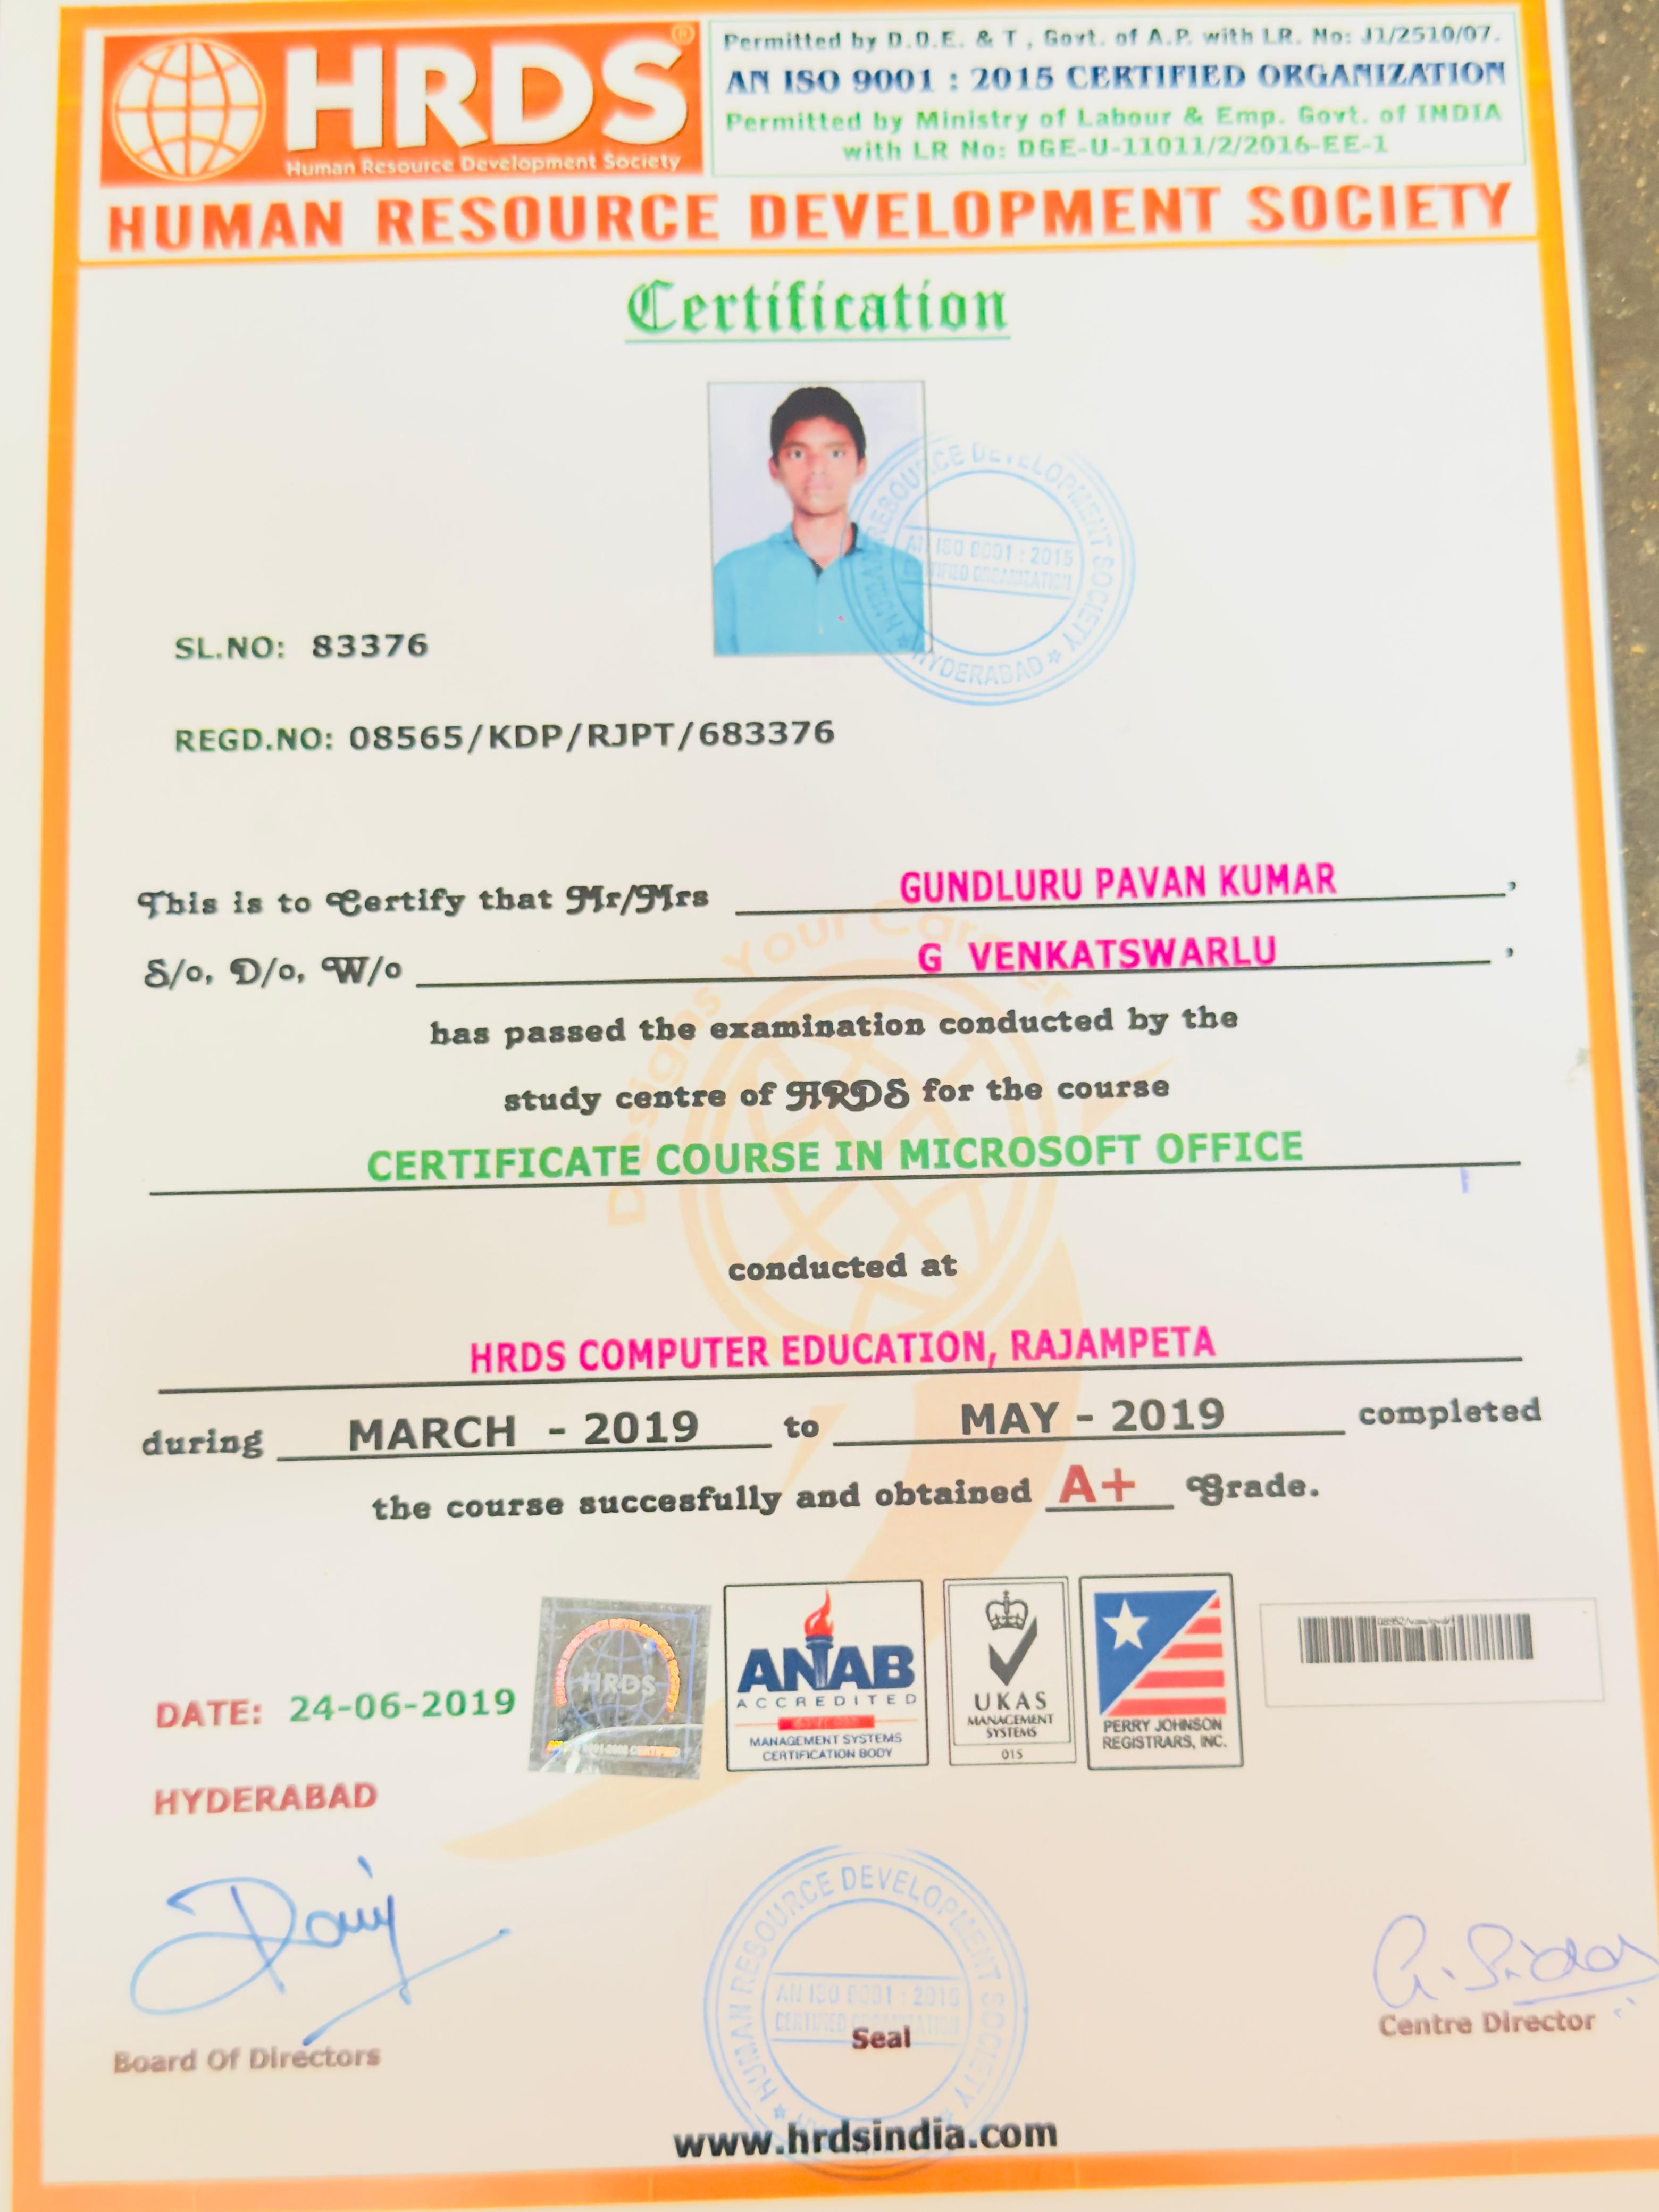 HRDS®
Human Resource Development Society
Permitted by D.O.E. & T , Govt. of A.P. with LR. No: J1/2510/07.
AN ISO 9001 : 2015 CERTIFIED ORGANIZATION
Permitted by Ministry of Labour & Emp. Govt. of INDIA
with LR No: DGE-U-11011/2/2016-EE-1
HUMAN RESOURCE DEVELOPMENT SOCIETY
Certification
HUMAN RESOURCE DEVELOPMENT SOCIETY
HYDERABAD
AN ISO 9001 : 2015
CERTIFIED ORGANIZATION
SL.NO: 83376
REGD.NO: 08565/KDP/RJPT/683376
This is to Certify that Mr/Mrs GUNDLURU PAVAN KUMAR ,
S/o, D/o, W/o G VENKATSWARLU ,
Designs Your Career
has passed the examination conducted by the
study centre of HRDS for the course
CERTIFICATE COURSE IN MICROSOFT OFFICE
conducted at
HRDS COMPUTER EDUCATION, RAJAMPETA
during MARCH - 2019 to MAY - 2019 completed
the course succesfully and obtained A+ Grade.
DATE: 24-06-2019
HYDERABAD
HUMAN RESOURCE DEVELOPMENT SOCIETY
HRDS
ANAB
ACCREDITED
MANAGEMENT SYSTEMS
CERTIFICATION BODY
UKAS
MANAGEMENT
SYSTEMS
015
PERRY JOHNSON
REGISTRARS, INC.
Board Of Directors
HUMAN RESOURCE DEVELOPMENT SOCIETY
AN ISO 9001 : 2015
CERTIFIED ORGANIZATION
Seal
Centre Director
www.hrdsindia.com